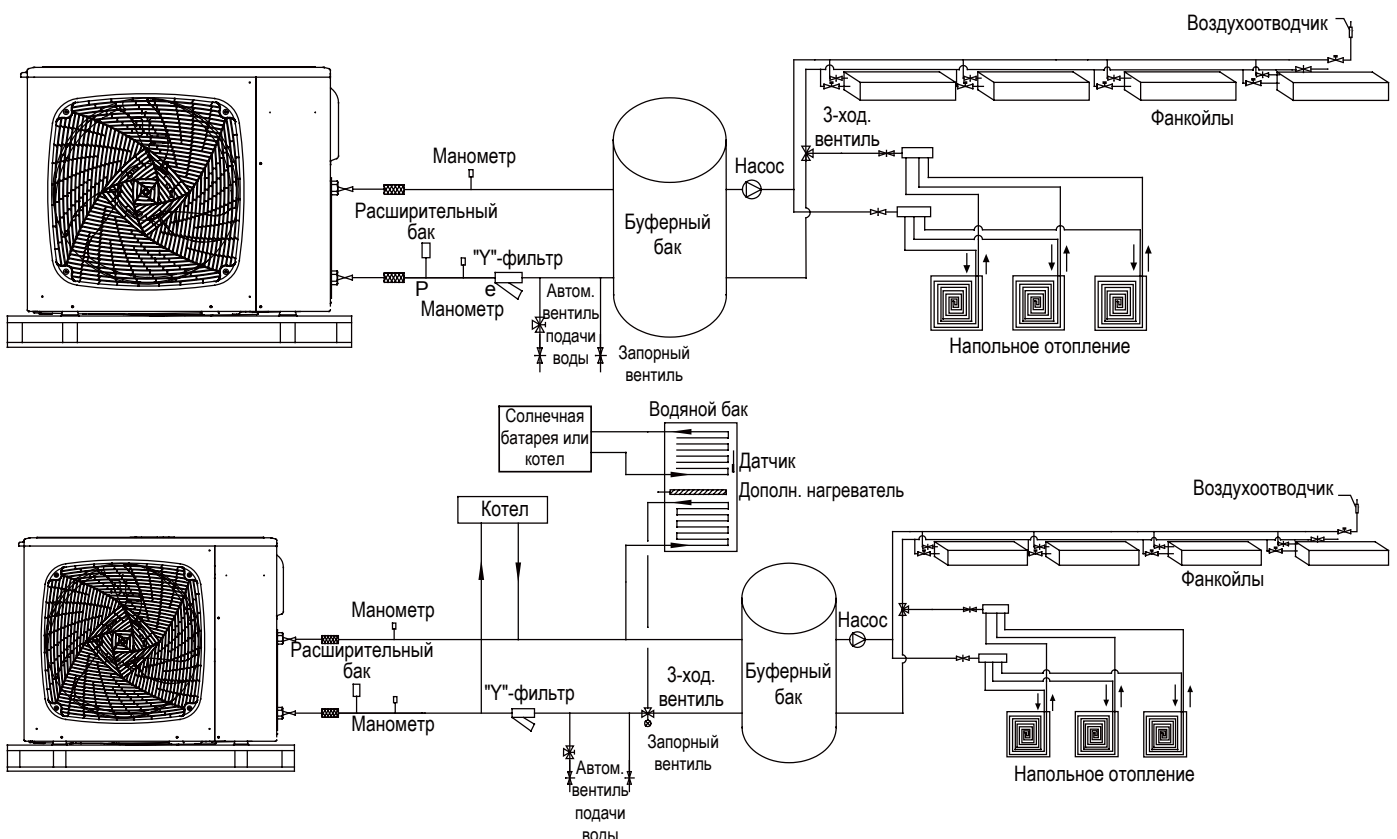 Воздухоотводчик
3-ход.
вентиль
Фанкойлы
Манометр
Насос
Расширительный
бак
Буферный
бак
"Y"-фильтр
P
e
Манометр
Автом.
вентиль
подачи
воды
Запорный
вентиль
Напольное отопление
Солнечная
батарея или
котел
Водяной бак
Датчик
Дополн. нагреватель
Котел
Воздухоотводчик
Фанкойлы
Манометр
Насос
Расширительный
бак
"Y"-фильтр
3-ход.
вентиль
Буферный
бак
Манометр
Запорный
вентиль
Автом.
вентиль
подачи
воды
Напольное отопление